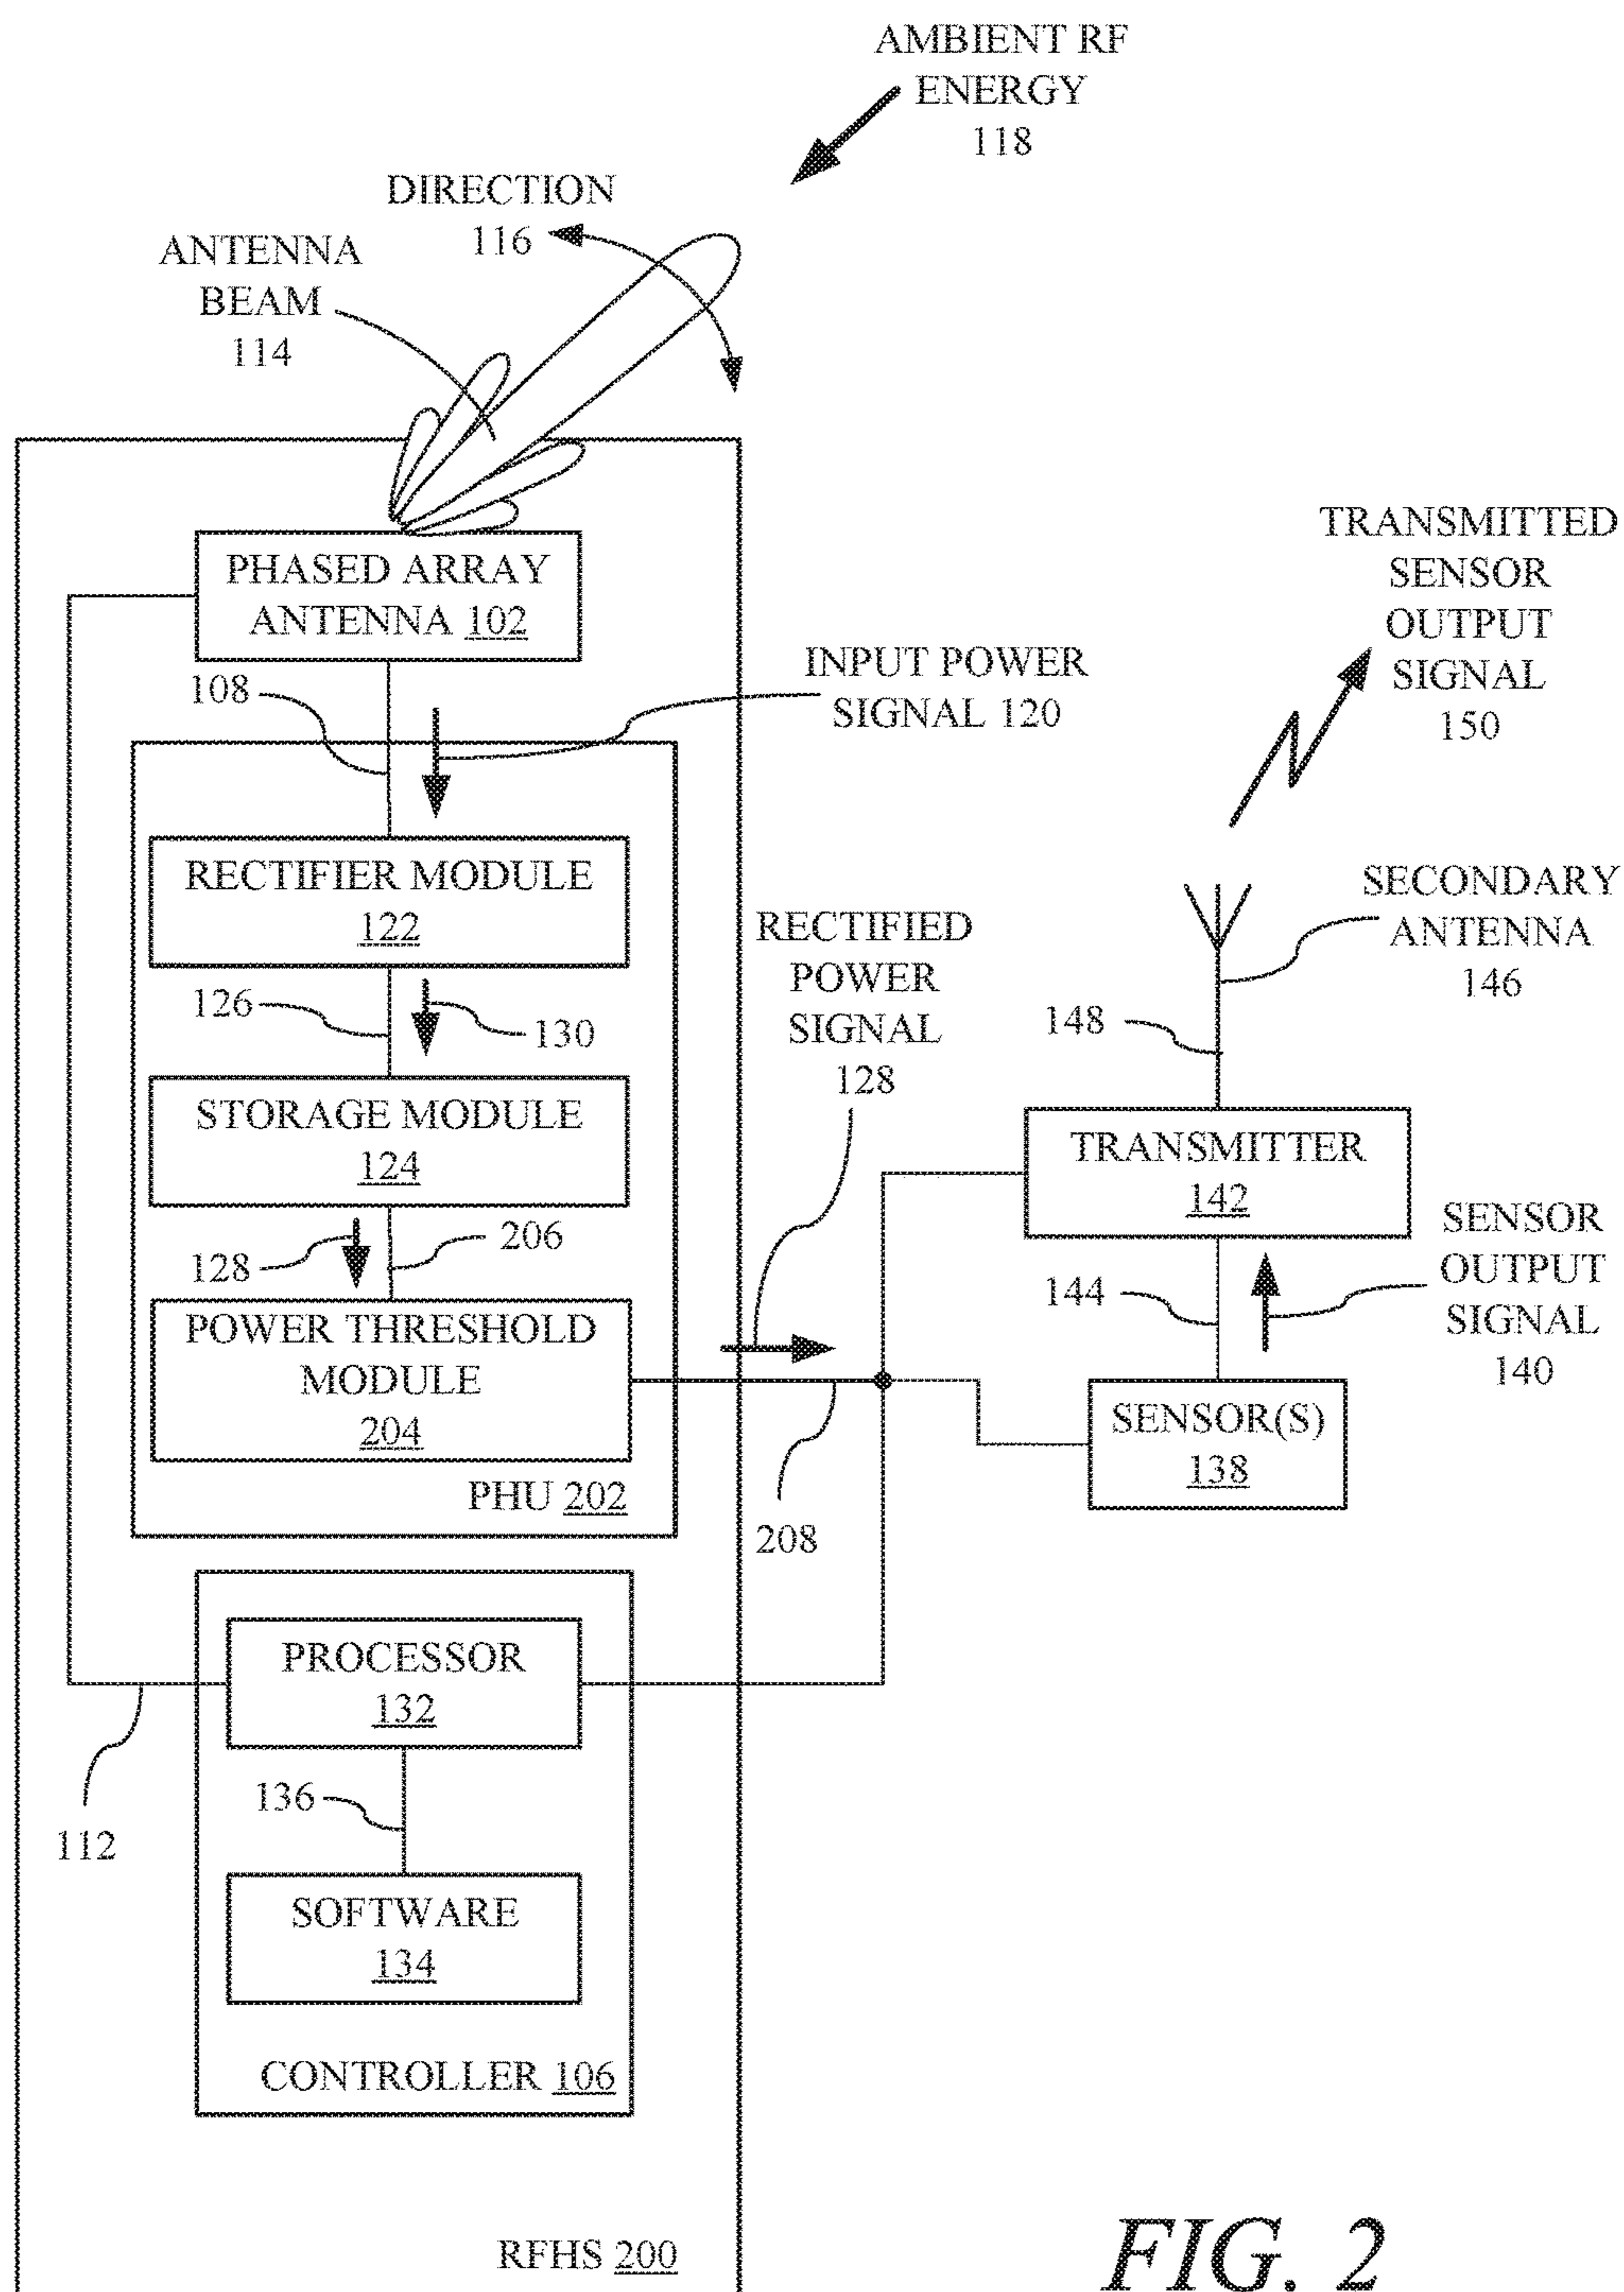 AMBIENT RF
ENERGY
118
DIRECTION
116
ANTENNA
BEAM
114
PHASED ARRAY
ANTENNA 102
108
INPUT POWER
SIGNAL 120
TRANSMITTED
SENSOR
OUTPUT
SIGNAL
150
RECTIFIER MODULE
122
RECTIFIED
POWER
SIGNAL
128
SECONDARY
ANTENNA
146
126
130
148
STORAGE MODULE
124
TRANSMITTER
142
128
206
SENSOR
OUTPUT
SIGNAL
140
144
POWER THRESHOLD
MODULE
204
SENSOR(S)
138
PHU 202
208
PROCESSOR
132
136
112
SOFTWARE
134
CONTROLLER 106
RFHS 200
FIG. 2